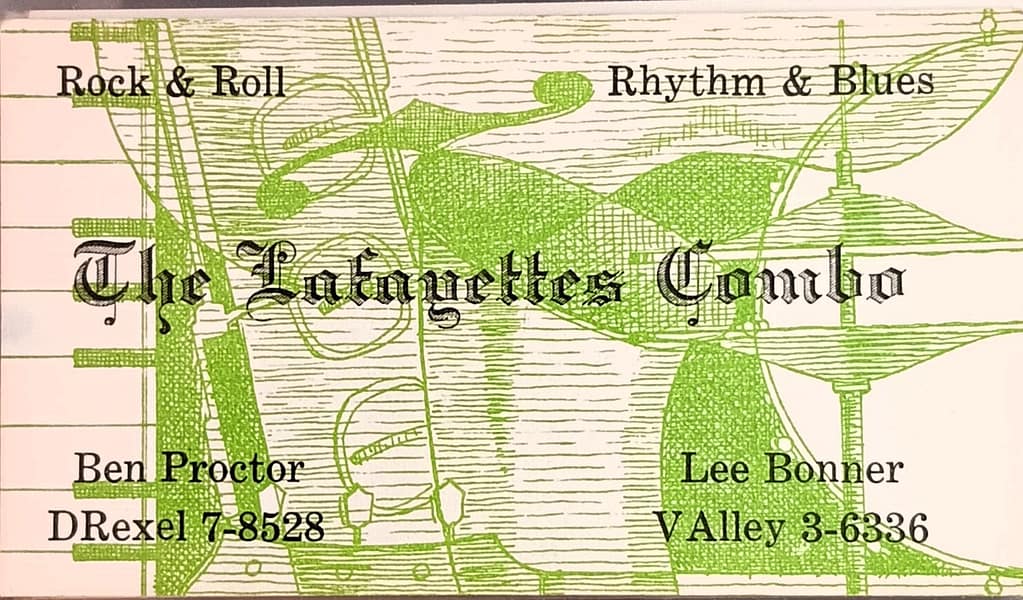 Rock & Roll
Rhythm & Blues
The Lafayettes Combo
Ben Proctor
DRexel 7-8528
Lee Bonner
VAlley 3-6336